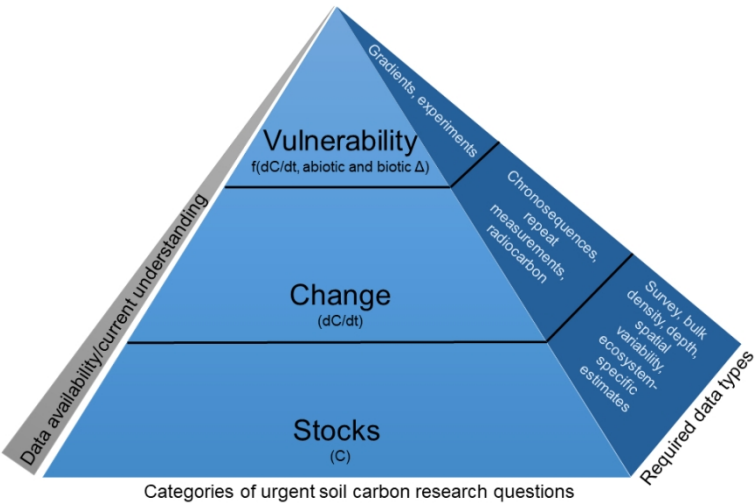 Gradients, experiments
Vulnerability
f(dC/dt, abiotic and biotic Δ)
Chronosequences,
repeat
measurements,
radiocarbon
Change
(dC/dt)
Survey, bulk
density, depth,
spatial
variability,
ecosystem-
specific
estimates
Stocks
(C)
Data availability/current understanding
Required data types
Categories of urgent soil carbon research questions